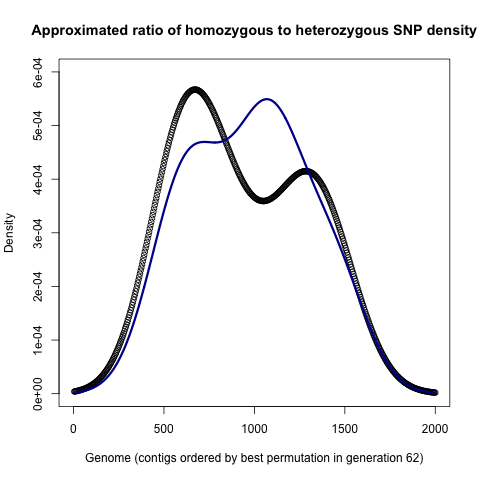 Approximated ratio of homozygous to heterozygous SNP density
6e-04
5e-04
4e-04
3e-04
2e-04
1e-04
0e+00
Density
0 500 1000 1500 2000
Genome (contigs ordered by best permutation in generation 62)